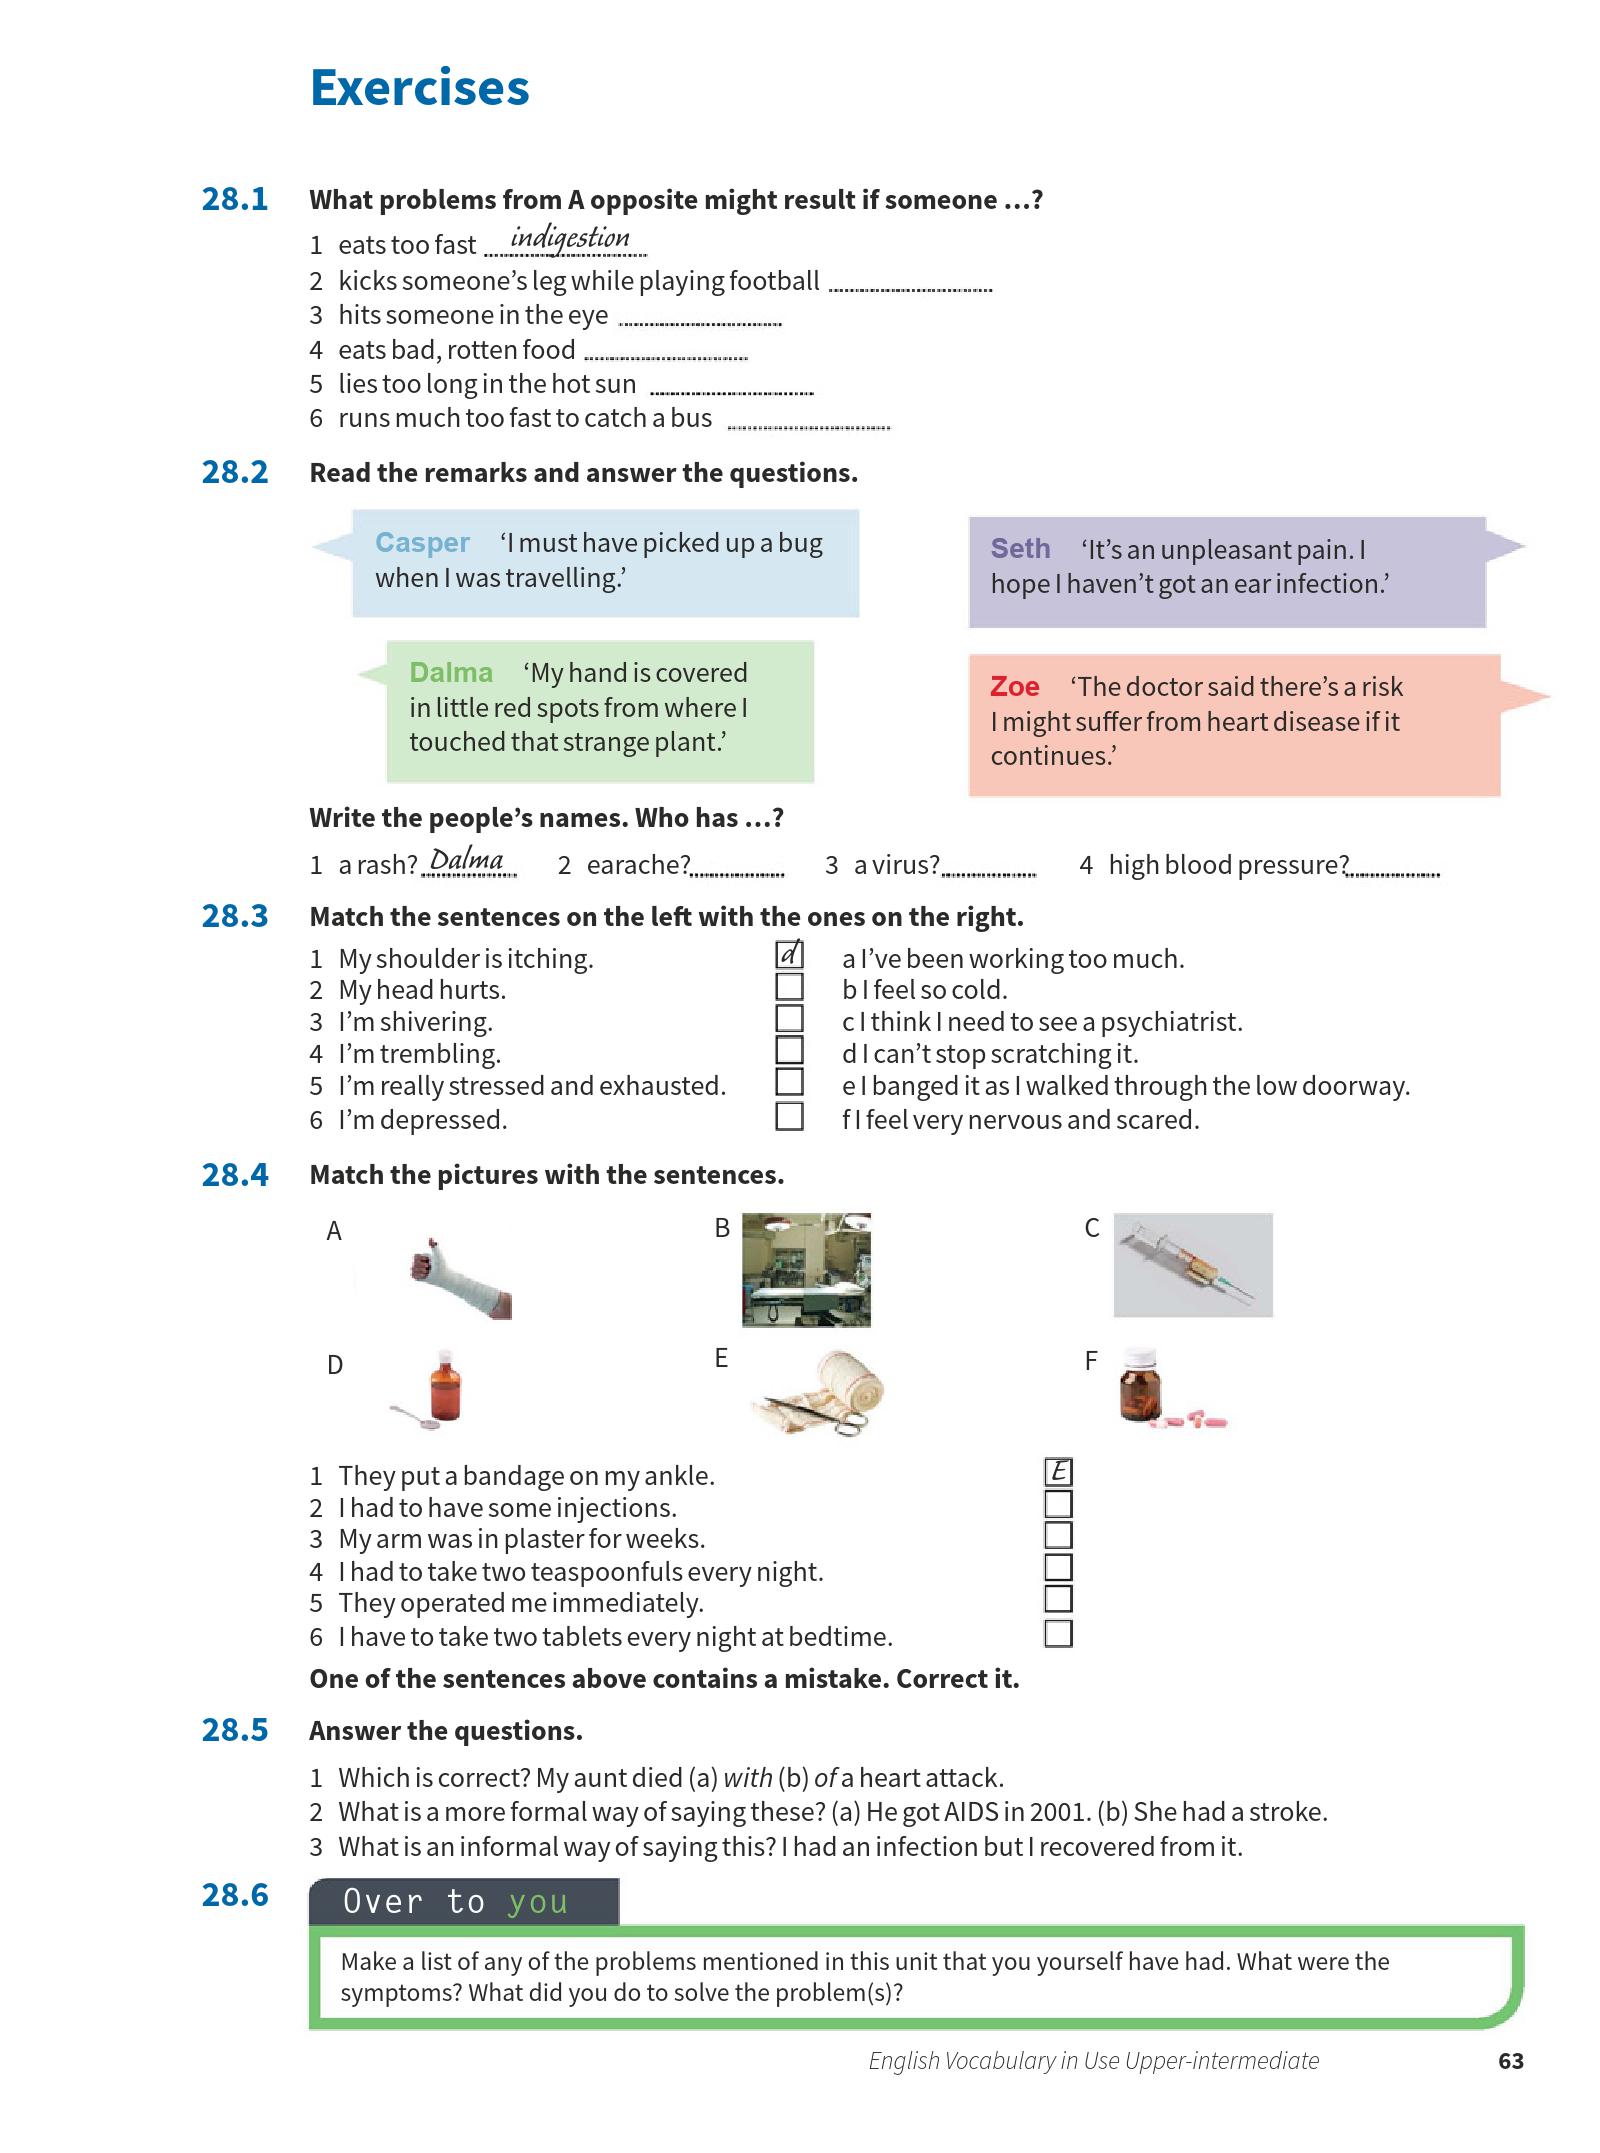 Exercises
28.1 What problems from A opposite might result if someone …?
1 eats too fast indigestion
2 kicks someone’s leg while playing football
3 hits someone in the eye
4 eats bad, rotten food
5 lies too long in the hot sun
6 runs much too fast to catch a bus
28.2 Read the remarks and answer the questions.
Casper ‘I must have picked up a bug
when I was travelling.’
Seth ‘It’s an unpleasant pain. I
hope I haven’t got an ear infection.’
Dalma ‘My hand is covered
in little red spots from where I
touched that strange plant.’
Zoe ‘The doctor said there’s a risk
I might suffer from heart disease if it
continues.’
Write the people’s names. Who has …?
1 a rash? Dalma 2 earache? 3 a virus? 4 high blood pressure?
28.3 Match the sentences on the left with the ones on the right.
1 My shoulder is itching. d a I’ve been working too much.
2 My head hurts. b I feel so cold.
3 I’m shivering. c I think I need to see a psychiatrist.
4 I’m trembling. d I can’t stop scratching it.
5 I’m really stressed and exhausted. e I banged it as I walked through the low doorway.
6 I’m depressed. f I feel very nervous and scared.
28.4 Match the pictures with the sentences.
A B C
D E F
1 They put a bandage on my ankle. E
2 I had to have some injections.
3 My arm was in plaster for weeks.
4 I had to take two teaspoonfuls every night.
5 They operated me immediately.
6 I have to take two tablets every night at bedtime.
One of the sentences above contains a mistake. Correct it.
28.5 Answer the questions.
1 Which is correct? My aunt died (a) with (b) of a heart attack.
2 What is a more formal way of saying these? (a) He got AIDS in 2001. (b) She had a stroke.
3 What is an informal way of saying this? I had an infection but I recovered from it.
28.6 Over to you
Make a list of any of the problems mentioned in this unit that you yourself have had. What were the
symptoms? What did you do to solve the problem(s)?
English Vocabulary in Use Upper-intermediate 63